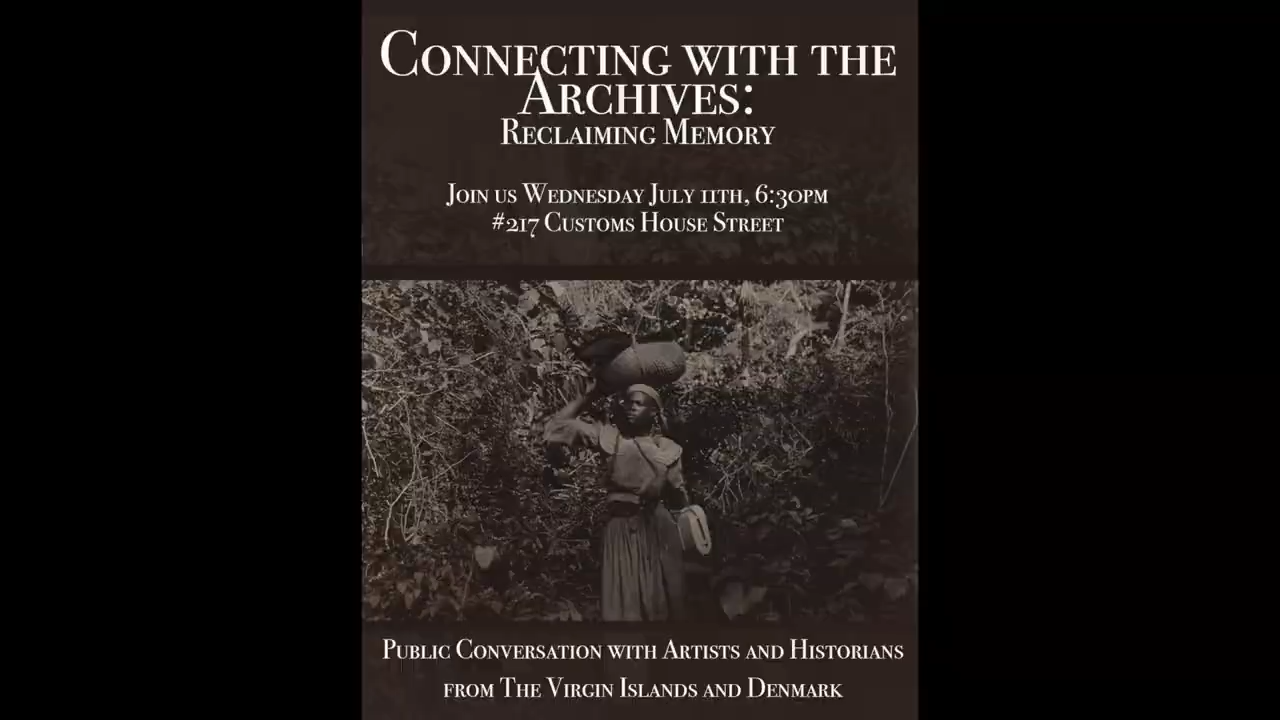 Connecting with the
Archives:
Reclaiming Memory
Join us Wednesday July 11th, 6:30pm
#217 Customs House Street
Public Conversation with Artists and Historians
from The Virgin Islands and Denmark